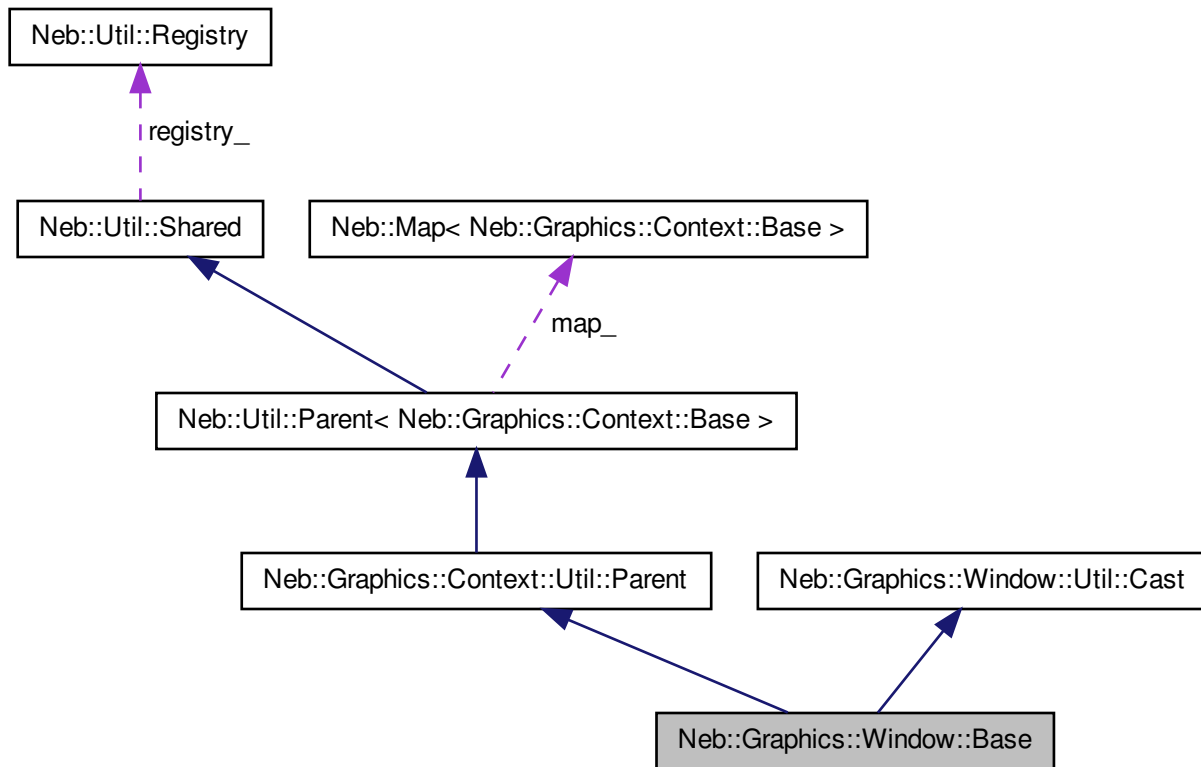 Neb::Util::Registry
registry_
Neb::Util::Shared
Neb::Map< Neb::Graphics::Context::Base >
map_
Neb::Util::Parent< Neb::Graphics::Context::Base >
Neb::Graphics::Context::Util::Parent
Neb::Graphics::Window::Util::Cast
Neb::Graphics::Window::Base